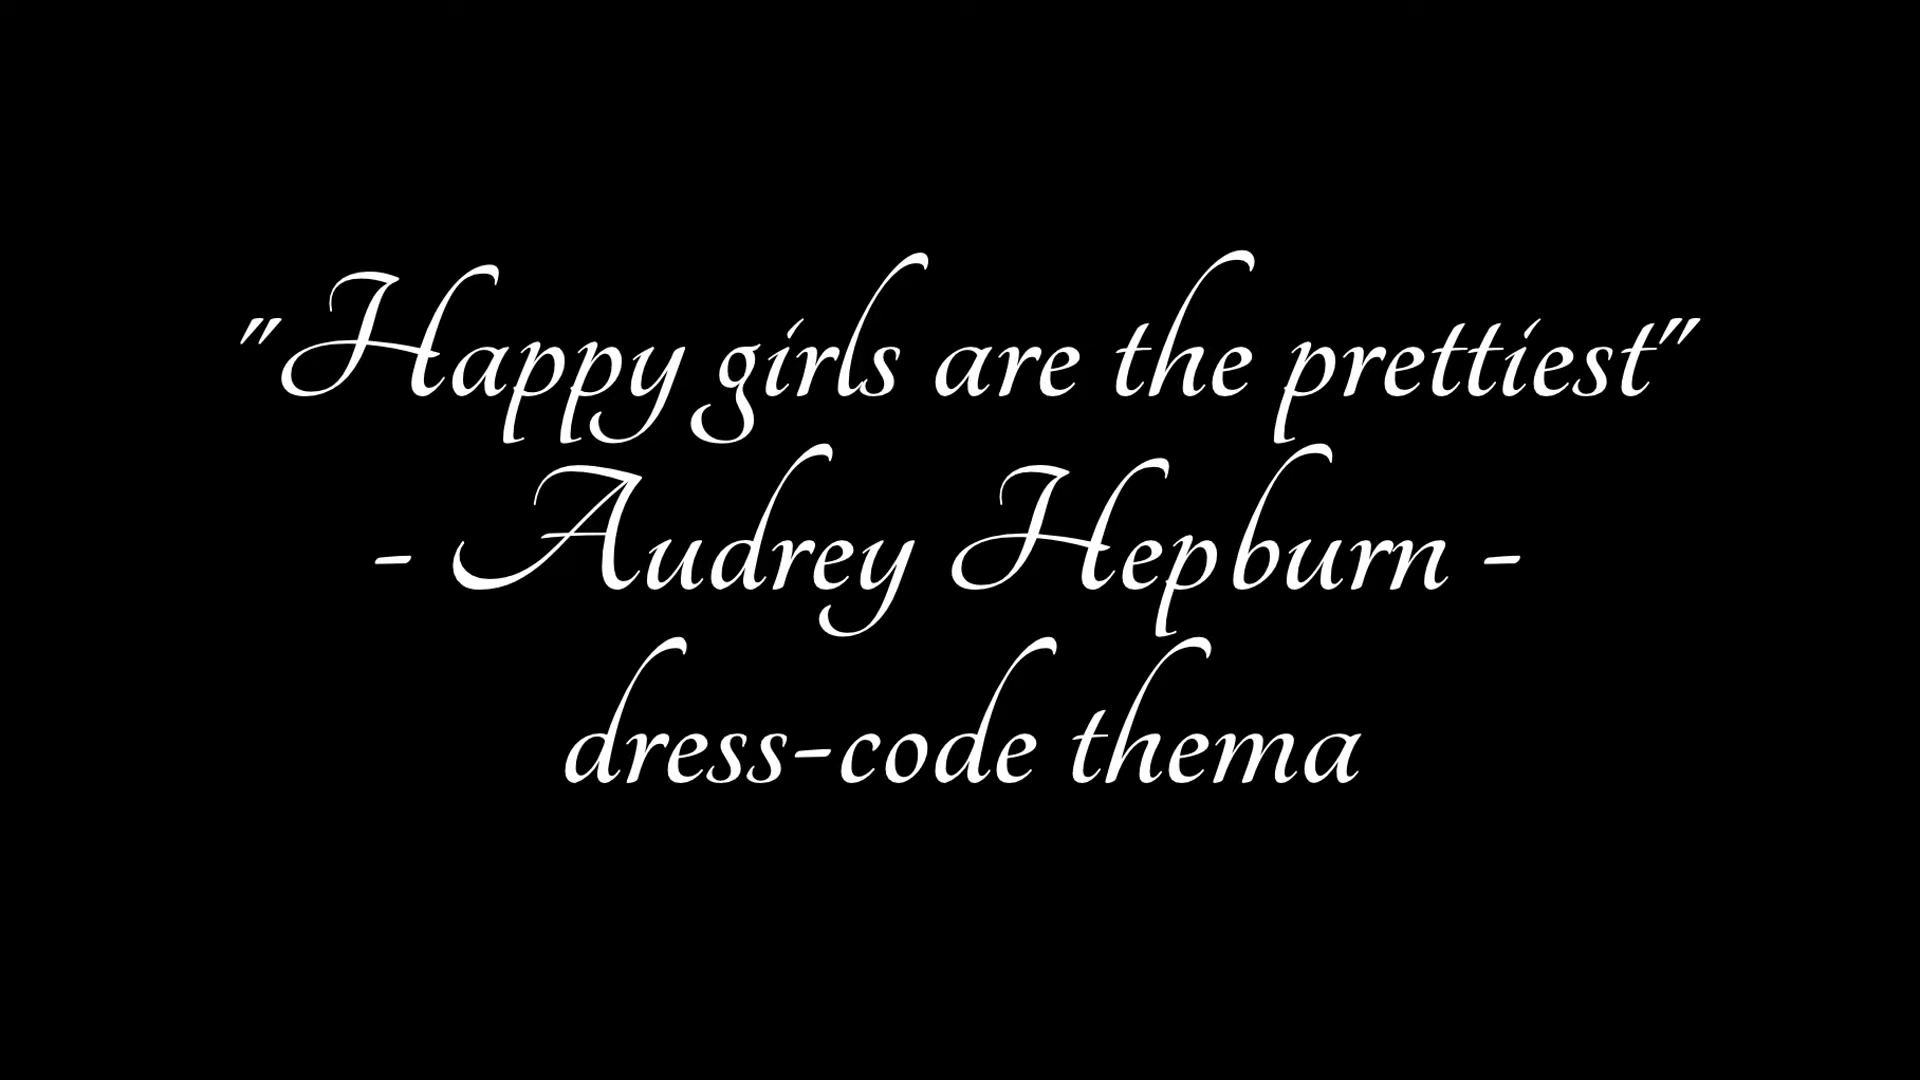 "Happy girls are the prettiest"
- Audrey Hepburn -
dress-code thema